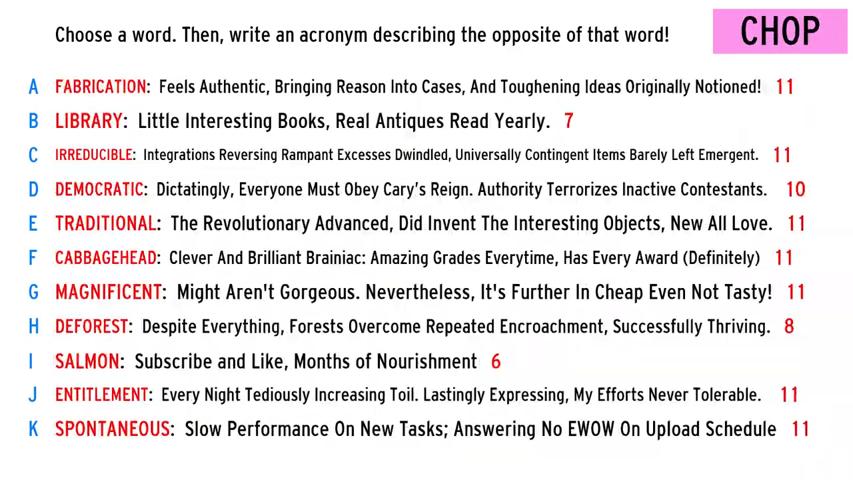 Choose a word. Then, write an acronym describing the opposite of that word!
CHOP
A FABRICATION: Feels Authentic, Bringing Reason Into Cases, And Toughening Ideas Originally Notioned! 11
B LIBRARY: Little Interesting Books, Real Antiques Read Yearly. 7
C IRREDUCIBLE: Integrations Reversing Rampant Excesses Dwindled, Universally Contingent Items Barely Left Emergent. 11
D DEMOCRATIC: Dictatingly, Everyone Must Obey Cary's Reign. Authority Terrorizes Inactive Contestants. 10
E TRADITIONAL: The Revolutionary Advanced, Did Invent The Interesting Objects, New All Love. 11
F CABBAGEHEAD: Clever And Brilliant Brainiac: Amazing Grades Everytime, Has Every Award (Definitely) 11
G MAGNIFICENT: Might Aren't Gorgeous. Nevertheless, It's Further In Cheap Even Not Tasty! 11
H DEFOREST: Despite Everything, Forests Overcome Repeated Encroachment, Successfully Thriving. 8
I SALMON: Subscribe and Like, Months of Nourishment 6
J ENTITLEMENT: Every Night Tediously Increasing Toil. Lastingly Expressing, My Efforts Never Tolerable. 11
K SPONTANEOUS: Slow Performance On New Tasks; Answering No EWOW On Upload Schedule 11